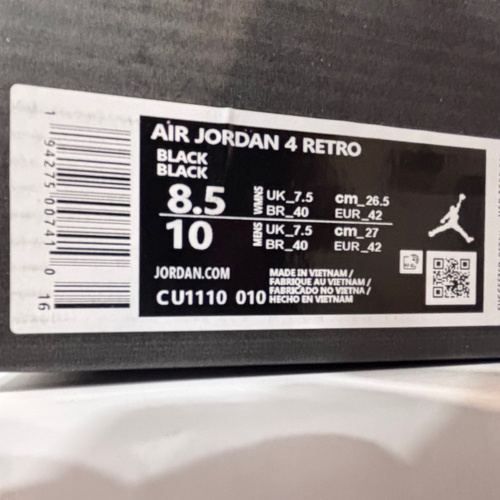 AIR JORDAN 4 RETRO
BLACK
BLACK
8.5 WMNS UK_7.5 cm_26.5
BR_40 EUR_42
10 MENS UK_7.5 cm_27
BR_40 EUR_42
JORDAN.COM
CU1110 010
MADE IN VIETNAM /
FABRIQUE AU VIETNAM /
FABRICADO NO VIETNA /
HECHO EN VIETNAM
1 94275 00741 0
16